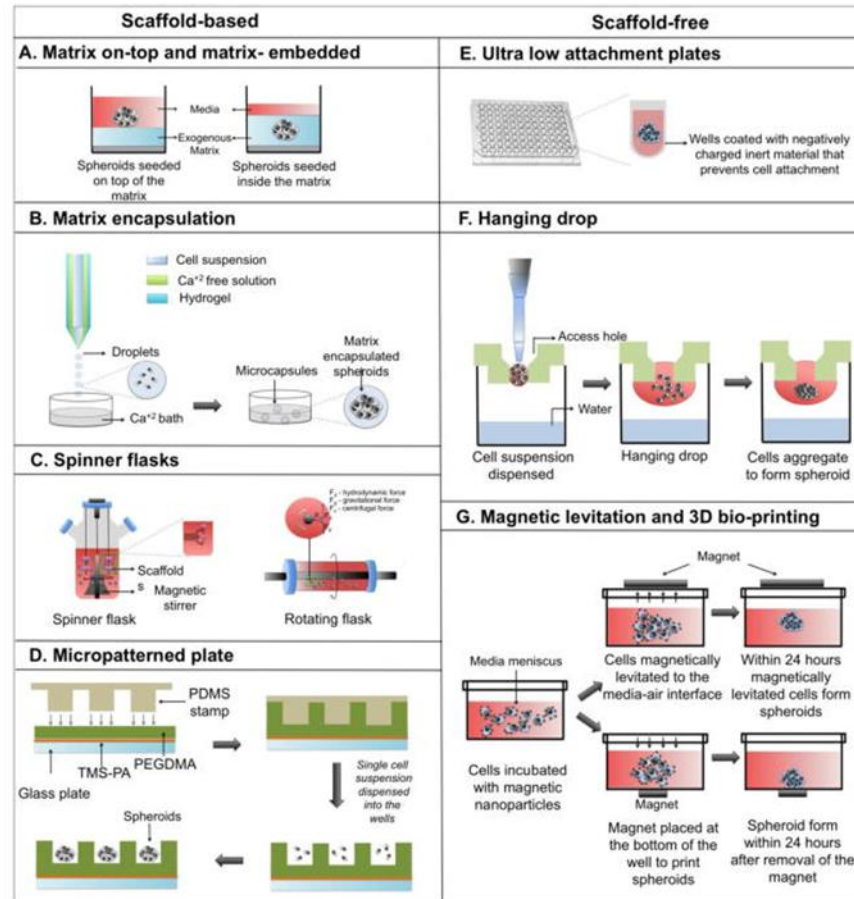 Scaffold-based
Scaffold-free
A. Matrix on-top and matrix- embedded
Media
Exogenous
Matrix
Spheroids seeded
on top of the
matrix
Spheroids seeded
inside the matrix
B. Matrix encapsulation
Cell suspension
Ca+2 free solution
Hydrogel
Droplets
Ca+2 bath
Microcapsules
Matrix
encapsulated
spheroids
C. Spinner flasks
Scaffold
s
Magnetic
stirrer
Spinner flask
- hydrodynamic force
- gravitational force
- centrifugal force
Rotating flask
D. Micropatterned plate
PDMS
stamp
PEGDMA
TMS-PA
Glass plate
Single cell
suspension
dispensed
into the
wells
Spheroids
E. Ultra low attachment plates
Wells coated with negatively
charged inert material that
prevents cell attachment
F. Hanging drop
Access hole
Water
Cell suspension
dispensed
Hanging drop
Cells aggregate
to form spheroid
G. Magnetic levitation and 3D bio-printing
Magnet
Media meniscus
Cells incubated
with magnetic
nanoparticles
Cells magnetically
levitated to the
media-air interface
Within 24 hours
magnetically
levitated cells form
spheroids
Magnet
Magnet placed at
the bottom of the
well to print
spheroids
Spheroid form
within 24 hours
after removal of the
magnet